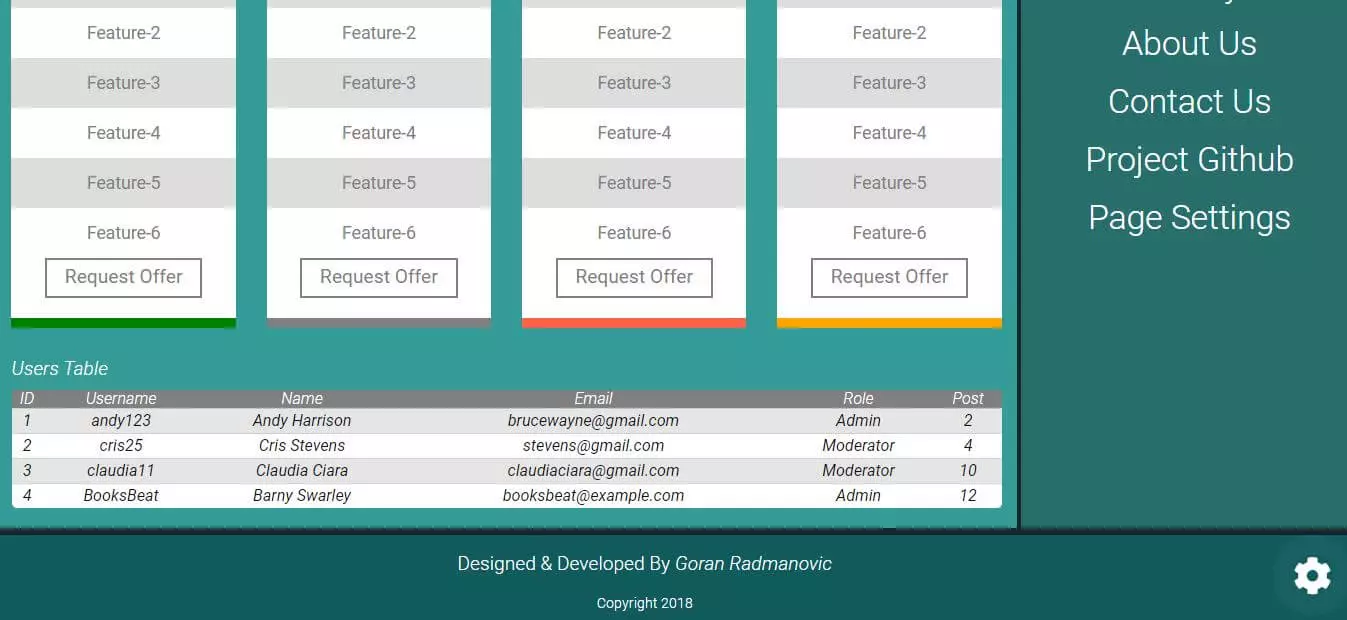 Feature-2 Feature-2 Feature-2 Feature-2
Feature-3 Feature-3 Feature-3 Feature-3
Feature-4 Feature-4 Feature-4 Feature-4
Feature-5 Feature-5 Feature-5 Feature-5
Feature-6 Feature-6 Feature-6 Feature-6
Request Offer Request Offer Request Offer Request Offer
About Us
Contact Us
Project Github
Page Settings
Users Table
ID Username Name Email Role Post
1 andy123 Andy Harrison brucewayne@gmail.com Admin 2
2 cris25 Cris Stevens stevens@gmail.com Moderator 4
3 claudia11 Claudia Ciara claudiaciara@gmail.com Moderator 10
4 BooksBeat Barny Swarley booksbeat@example.com Admin 12
Designed & Developed By Goran Radmanovic
Copyright 2018